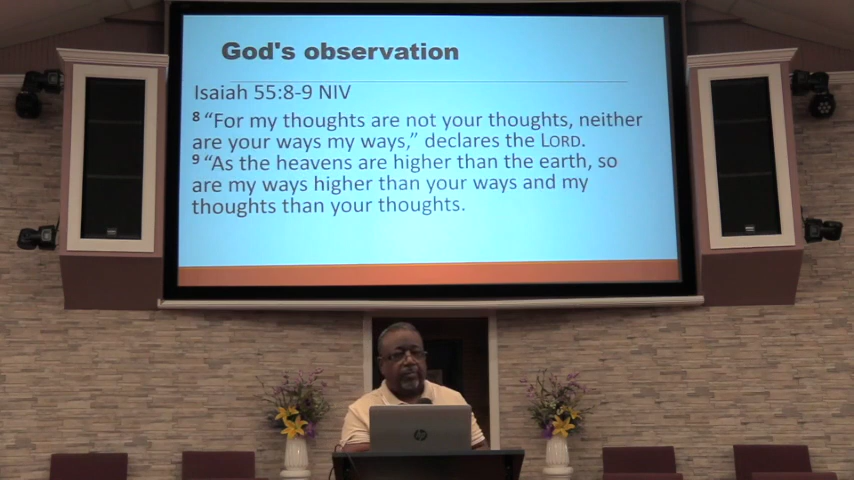 God's observation
Isaiah 55:8-9 NIV
8 “For my thoughts are not your thoughts, neither
are your ways my ways,” declares the LORD.
9 “As the heavens are higher than the earth, so
are my ways higher than your ways and my
thoughts than your thoughts.
hp